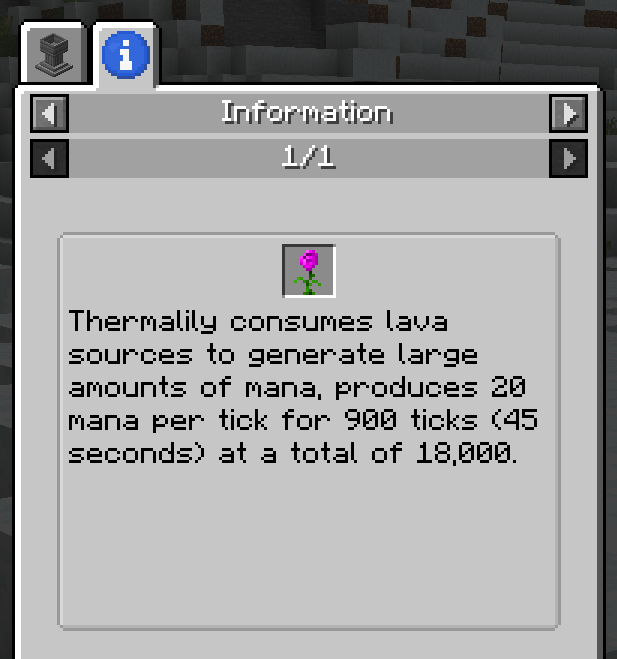 Information
1/1
Thermalily consumes lava
sources to generate large
amounts of mana, produces 20
mana per tick for 900 ticks (45
seconds) at a total of 18,000.